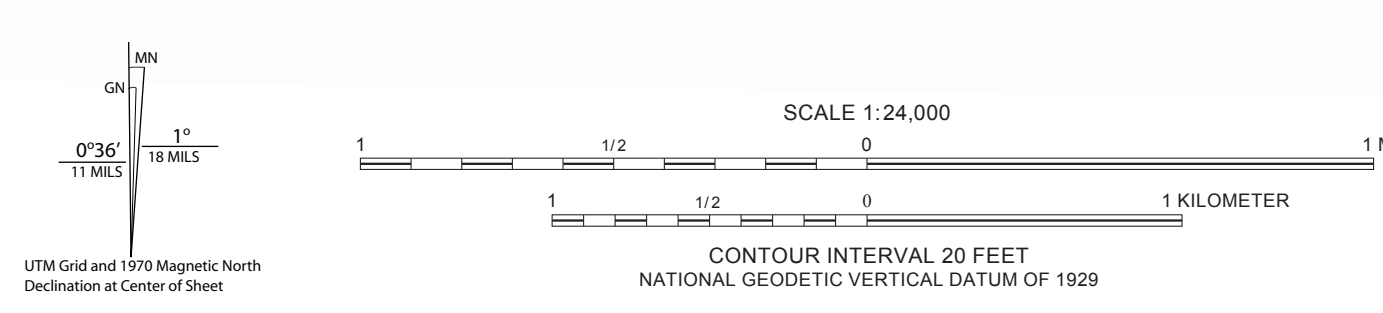 MN
GN
0°36′
11 MILS
1°
18 MILS
UTM Grid and 1970 Magnetic North
Declination at Center of Sheet
SCALE 1:24,000
1 1/2 0 1
1 1/2 0 1 KILOMETER
CONTOUR INTERVAL 20 FEET
NATIONAL GEODETIC VERTICAL DATUM OF 1929